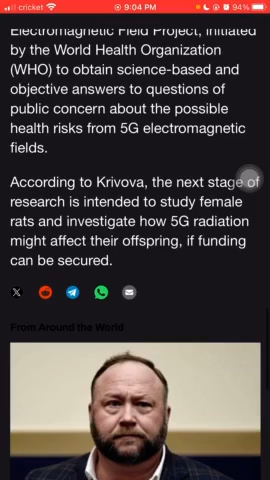 cricket
9:04 PM
94%
Electromagnetic Field Project, initiated
by the World Health Organization
(WHO) to obtain science-based and
objective answers to questions of
public concern about the possible
health risks from 5G electromagnetic
fields.
According to Krivova, the next stage of
research is intended to study female
rats and investigate how 5G radiation
might affect their offspring, if funding
can be secured.
From Around the World